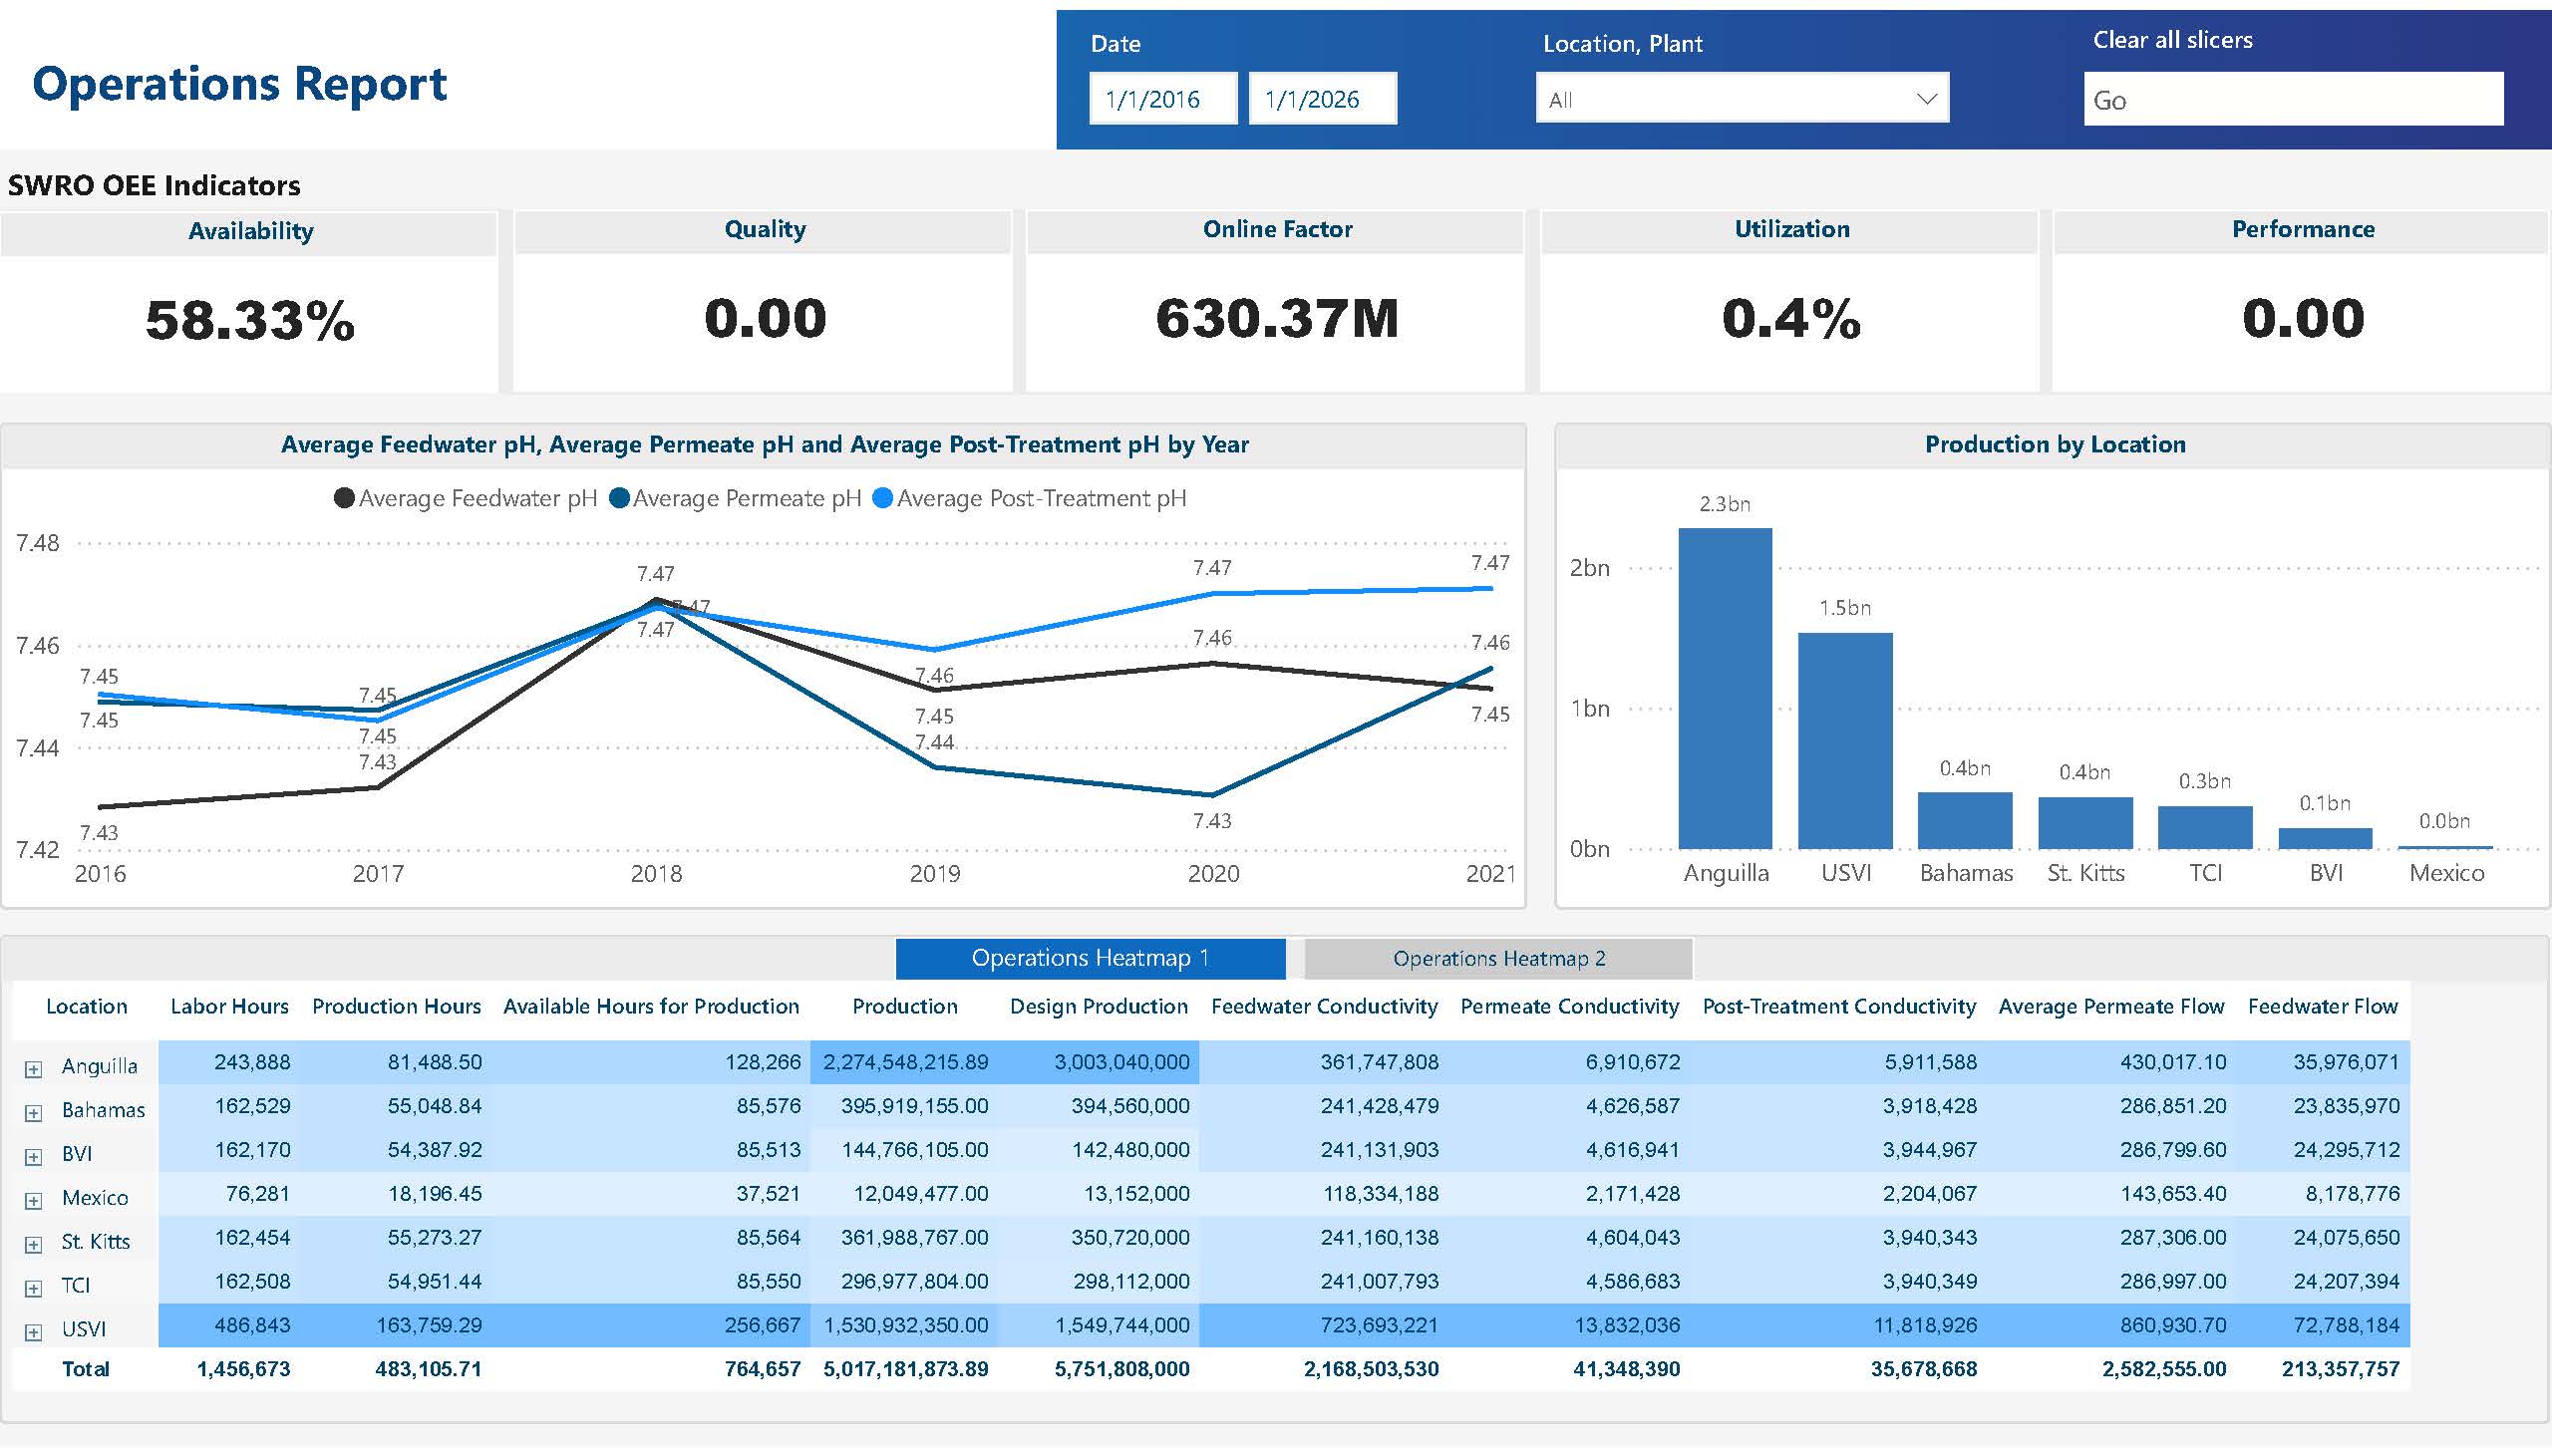 Operations Report
Date
1/1/2016 1/1/2026
Location, Plant
All
Clear all slicers
Go
SWRO OEE Indicators
Availability
58.33%
Quality
0.00
Online Factor
630.37M
Utilization
0.4%
Performance
0.00
Average Feedwater pH, Average Permeate pH and Average Post-Treatment pH by Year
Average Feedwater pH Average Permeate pH Average Post-Treatment pH
7.48
7.46
7.44
7.42
7.45
7.45
7.43
7.45
7.45
7.43
7.47
7.47
7.47
7.46
7.45
7.44
7.47
7.46
7.43
7.47
7.46
7.45
2016 2017 2018 2019 2020 2021
Production by Location
2bn
1bn
0bn
2.3bn
1.5bn
0.4bn
0.4bn
0.3bn
0.1bn
0.0bn
Anguilla USVI Bahamas St. Kitts TCI BVI Mexico
Operations Heatmap 1 Operations Heatmap 2
Location Labor Hours Production Hours Available Hours for Production Production Design Production Feedwater Conductivity Permeate Conductivity Post-Treatment Conductivity Average Permeate Flow Feedwater Flow
Anguilla 243,888 81,488.50 128,266 2,274,548,215.89 3,003,040,000 361,747,808 6,910,672 5,911,588 430,017.10 35,976,071
Bahamas 162,529 55,048.84 85,576 395,919,155.00 394,560,000 241,428,479 4,626,587 3,918,428 286,851.20 23,835,970
BVI 162,170 54,387.92 85,513 144,766,105.00 142,480,000 241,131,903 4,616,941 3,944,967 286,799.60 24,295,712
Mexico 76,281 18,196.45 37,521 12,049,477.00 13,152,000 118,334,188 2,171,428 2,204,067 143,653.40 8,178,776
St. Kitts 162,454 55,273.27 85,564 361,988,767.00 350,720,000 241,160,138 4,604,043 3,940,343 287,306.00 24,075,650
TCI 162,508 54,951.44 85,550 296,977,804.00 298,112,000 241,007,793 4,586,683 3,940,349 286,997.00 24,207,394
USVI 486,843 163,759.29 256,667 1,530,932,350.00 1,549,744,000 723,693,221 13,832,036 11,818,926 860,930.70 72,788,184
Total 1,456,673 483,105.71 764,657 5,017,181,873.89 5,751,808,000 2,168,503,530 41,348,390 35,678,668 2,582,555.00 213,357,757